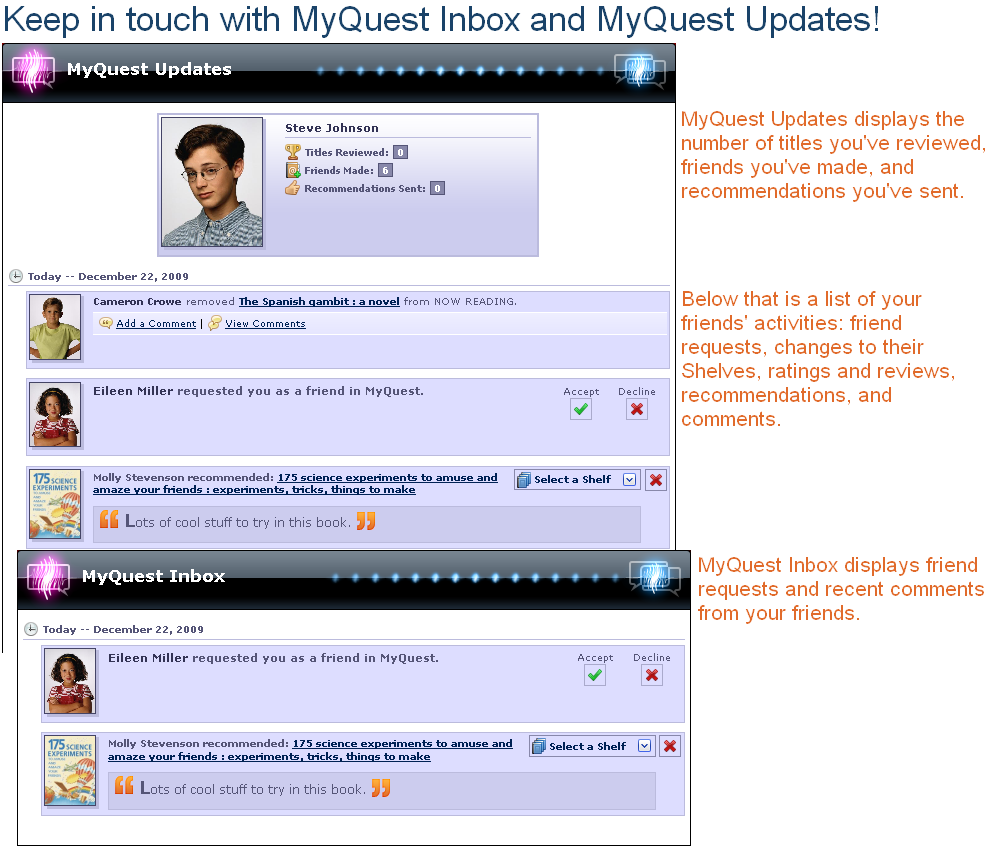 Keep in touch with MyQuest Inbox and MyQuest Updates!
MyQuest Updates
Steve Johnson
Titles Reviewed: 0
Friends Made: 6
Recommendations Sent: 0
MyQuest Updates displays the
number of titles you've reviewed,
friends you've made, and
recommendations you've sent.
Today -- December 22, 2009
Cameron Crowe removed The Spanish gambit : a novel from NOW READING.
Add a Comment | View Comments
Eileen Miller requested you as a friend in MyQuest.
Accept Decline
Below that is a list of your
friends' activities: friend
requests, changes to their
Shelves, ratings and reviews,
recommendations, and
comments.
175 SCIENCE
EXPERIMENTS
Molly Stevenson recommended: 175 science experiments to amuse and
amaze your friends : experiments, tricks, things to make
Select a Shelf
Lots of cool stuff to try in this book.
MyQuest Inbox
MyQuest Inbox displays friend
requests and recent comments
from your friends.
Today -- December 22, 2009
Eileen Miller requested you as a friend in MyQuest.
Accept Decline
175 SCIENCE
EXPERIMENTS
Molly Stevenson recommended: 175 science experiments to amuse and
amaze your friends : experiments, tricks, things to make
Select a Shelf
Lots of cool stuff to try in this book.